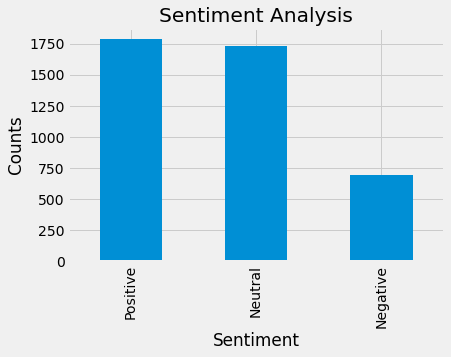 Sentiment Analysis
Counts
1750
1500
1250
1000
750
500
250
0
Positive
Neutral
Negative
Sentiment